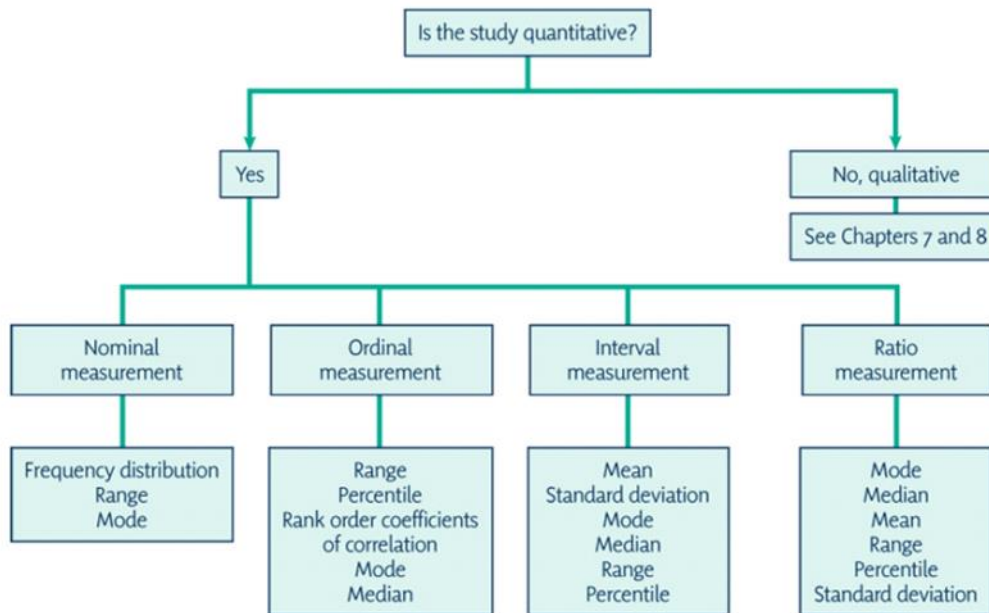 Is the study quantitative?
Yes
No, qualitative
See Chapters 7 and 8
Nominal
measurement
Ordinal
measurement
Interval
measurement
Ratio
measurement
Frequency distribution
Range
Mode
Range
Percentile
Rank order coefficients
of correlation
Mode
Median
Mean
Standard deviation
Mode
Median
Range
Percentile
Mode
Median
Mean
Range
Percentile
Standard deviation